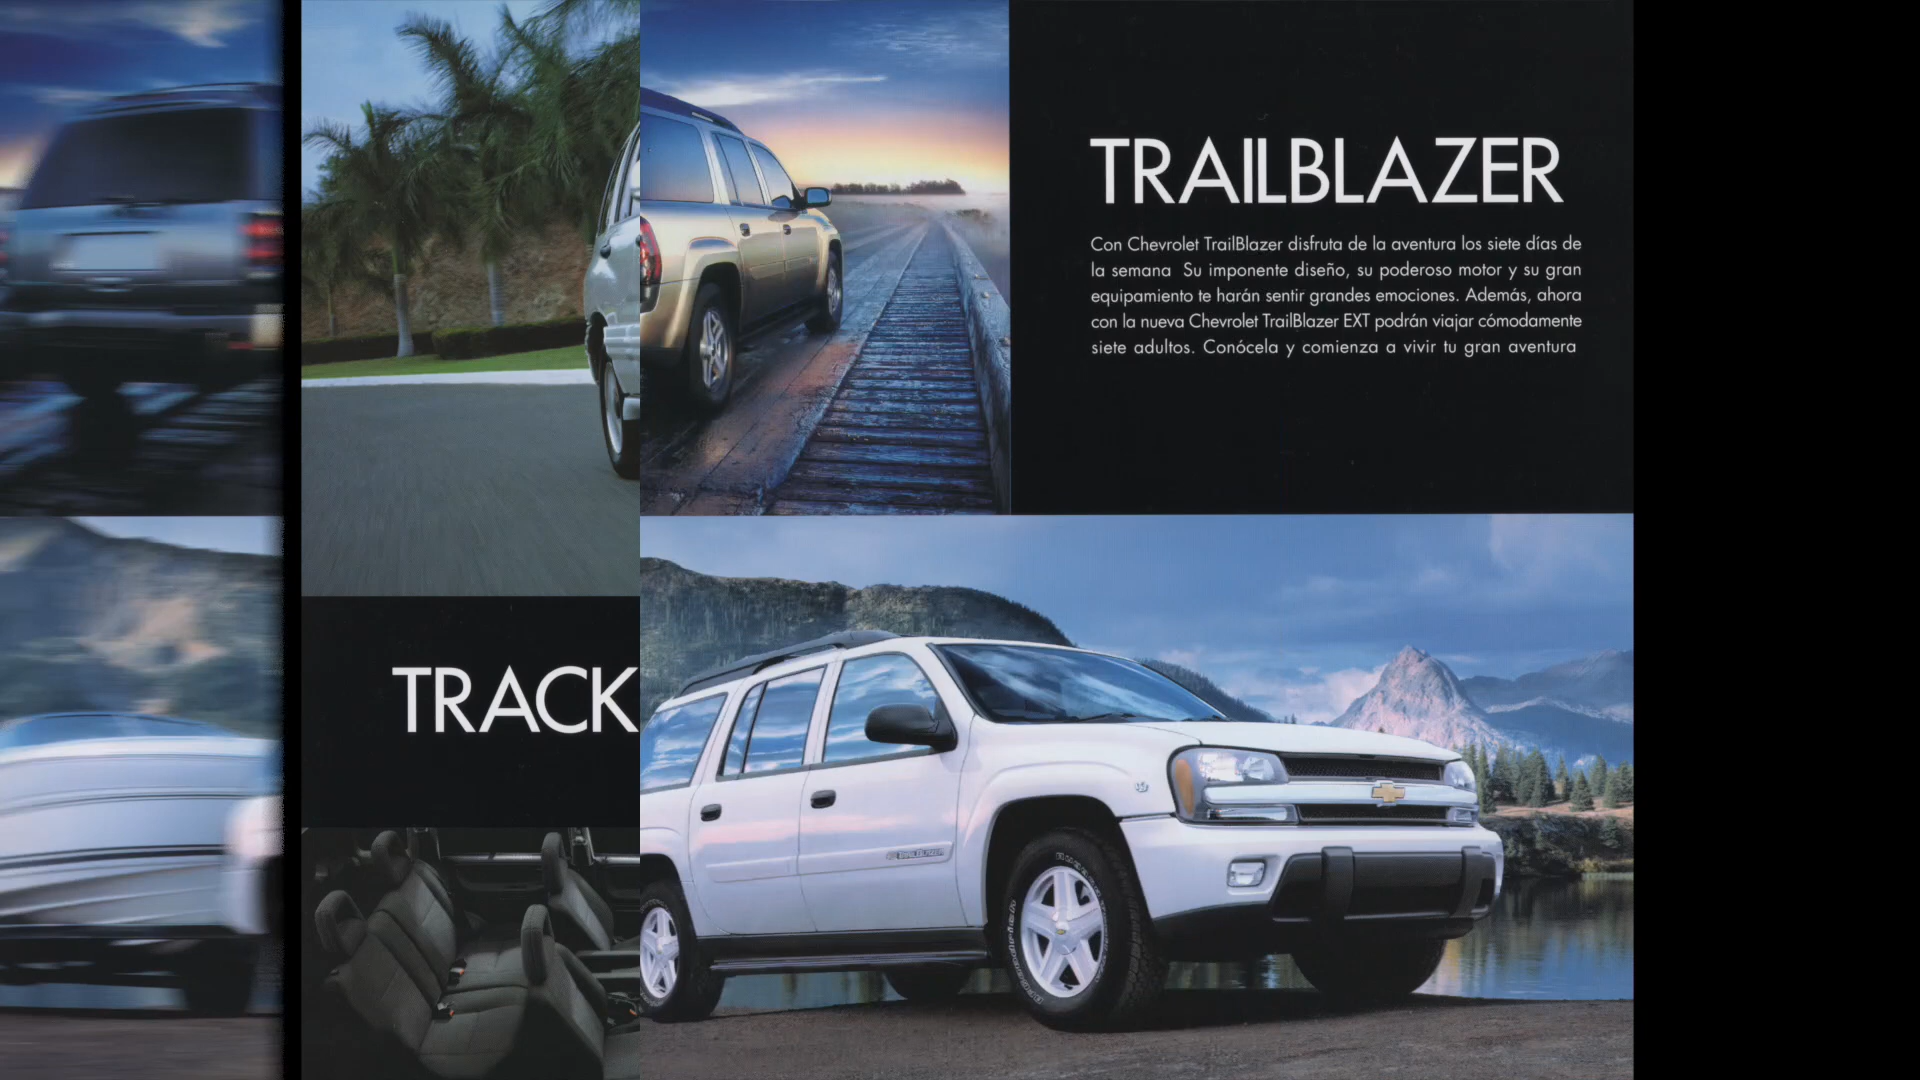 TRAILBLAZER
Con Chevrolet TrailBlazer disfruta de la aventura los siete días de
la semana Su imponente diseño, su poderoso motor y su gran
equipamiento te harán sentir grandes emociones. Además, ahora
con la nueva Chevrolet TrailBlazer EXT podrán viajar cómodamente
siete adultos. Conócela y comienza a vivir tu gran aventura
TRACK
TRAILBLAZER